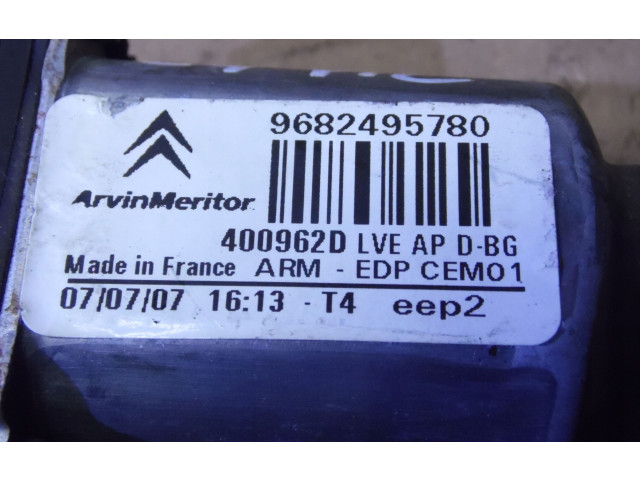 9682495780
ArvinMeritor
400962D LVE AP D-BG
Made in France ARM - EDP CEM01
07/07/07 16:13 - T4 eep2